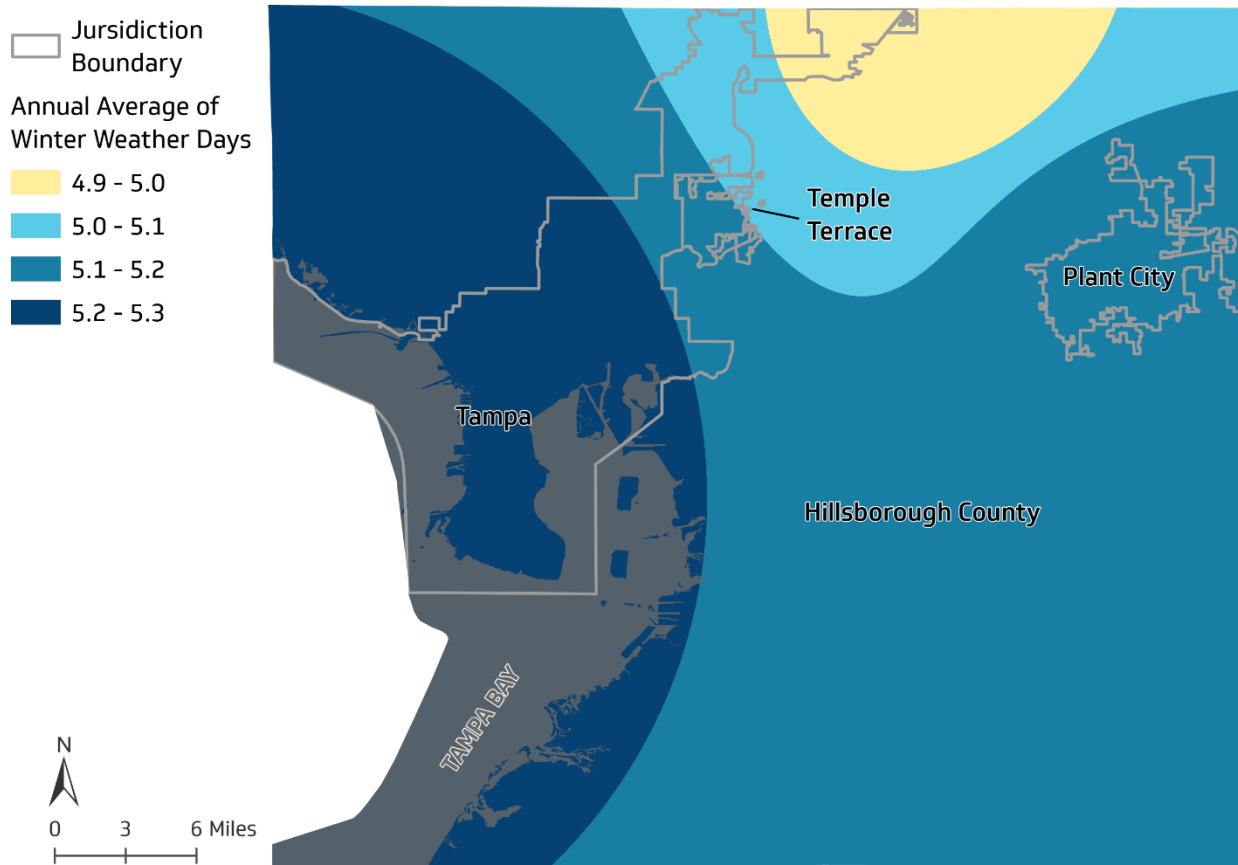 Jursidiction
Boundary
Annual Average of
Winter Weather Days
4.9 - 5.0
5.0 - 5.1
5.1 - 5.2
5.2 - 5.3
Temple
Terrace
Plant City
Tampa
Hillsborough County
TAMPA BAY
N
0 3 6 Miles